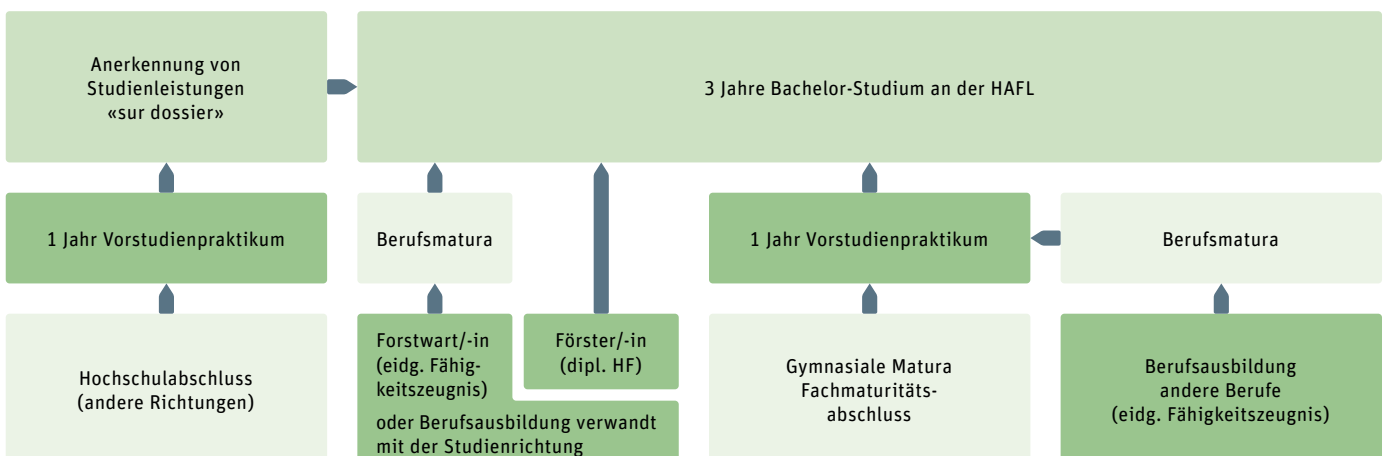 Anerkennung von
Studienleistungen
«sur dossier»
3 Jahre Bachelor-Studium an der HAFL
1 Jahr Vorstudienpraktikum
Berufsmatura
1 Jahr Vorstudienpraktikum
Berufsmatura
Hochschulabschluss
(andere Richtungen)
Forstwart/-in
(eidg. Fähig-
keitszeugnis)
oder Berufsausbildung verwandt
mit der Studienrichtung
Förster/-in
(dipl. HF)
Gymnasiale Matura
Fachmaturitäts-
abschluss
Berufsausbildung
andere Berufe
(eidg. Fähigkeitszeugnis)